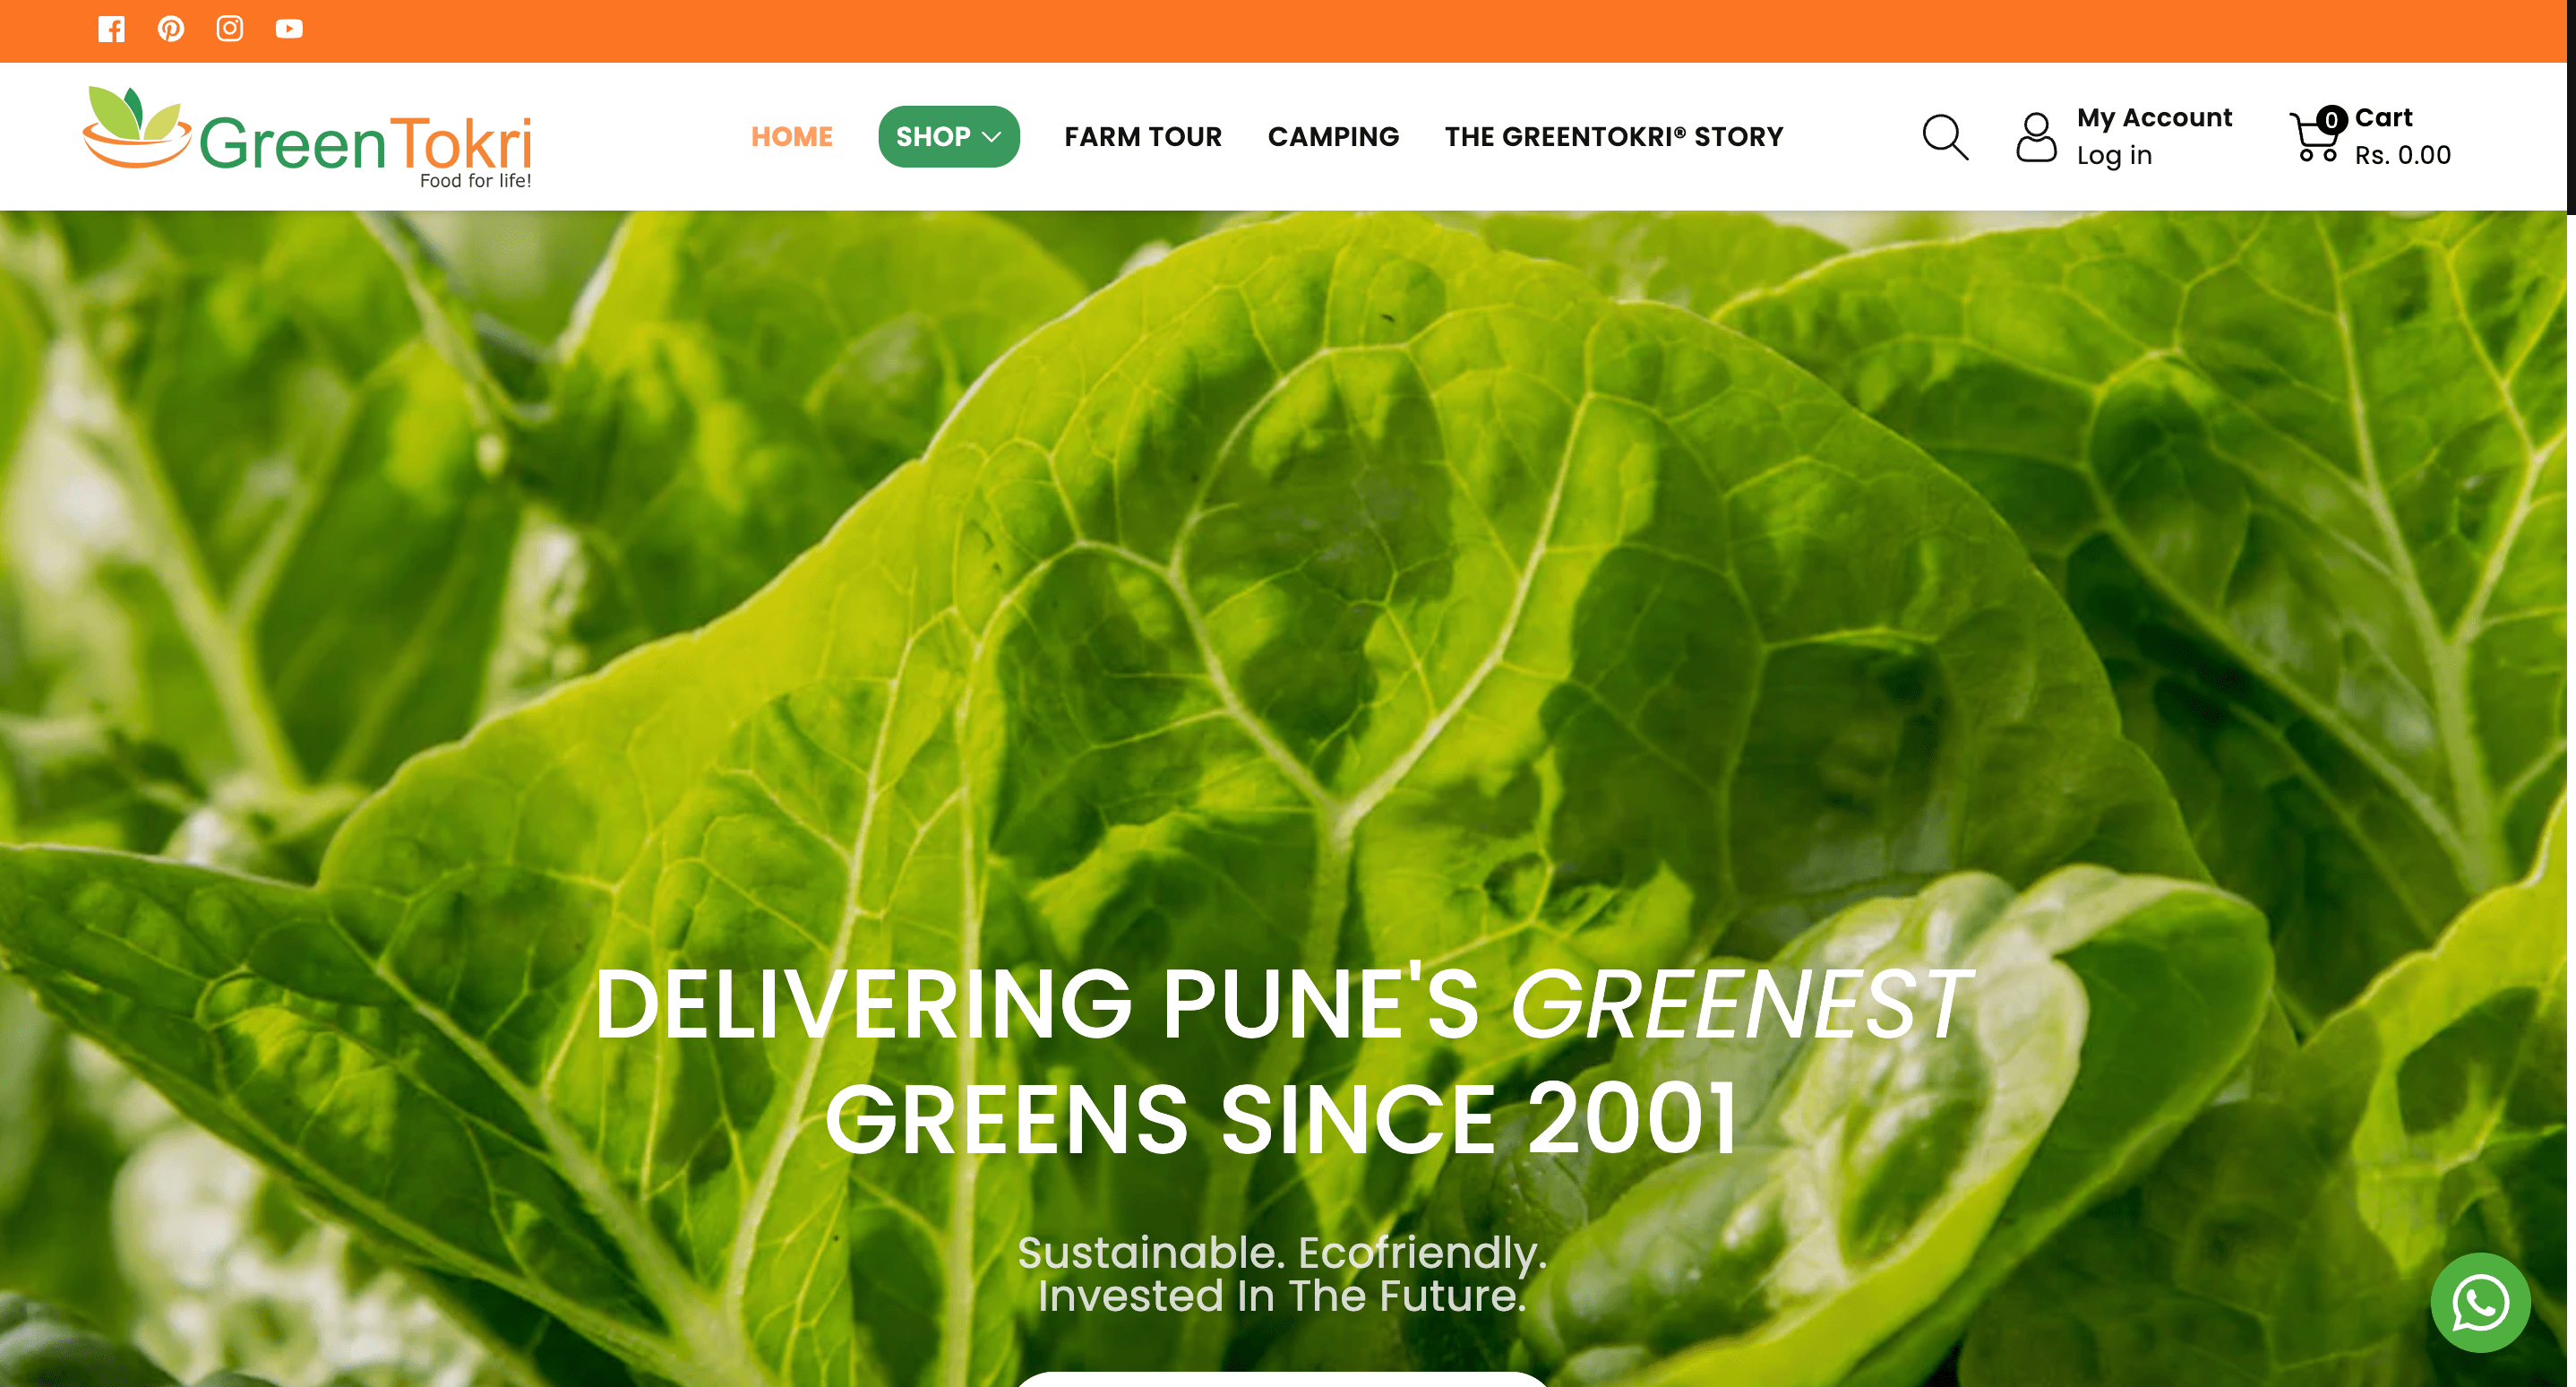 GreenTokri
Food for life!
HOME
SHOP
FARM TOUR
CAMPING
THE GREENTOKRI® STORY
My Account
Log in
0
Cart
Rs. 0.00
DELIVERING PUNE'S GREENEST
GREENS SINCE 2001
Sustainable. Ecofriendly.
Invested In The Future.